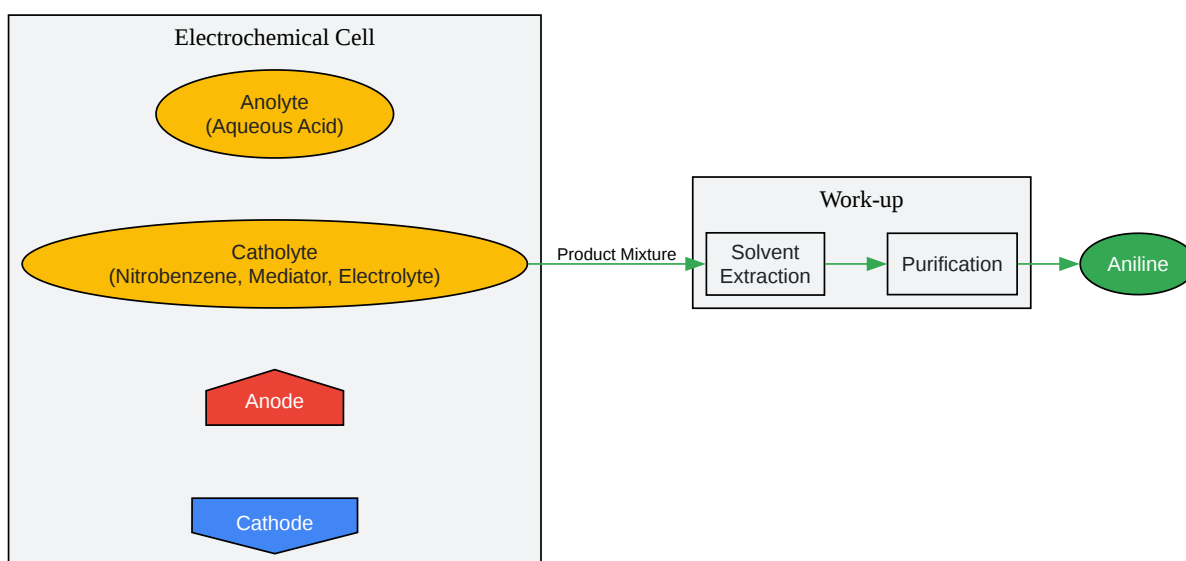 Electrochemical Cell
Anolyte
(Aqueous Acid)
Catholyte
(Nitrobenzene, Mediator, Electrolyte)
Anode
Cathode
Product Mixture
Work-up
Solvent
Extraction
Purification
Aniline